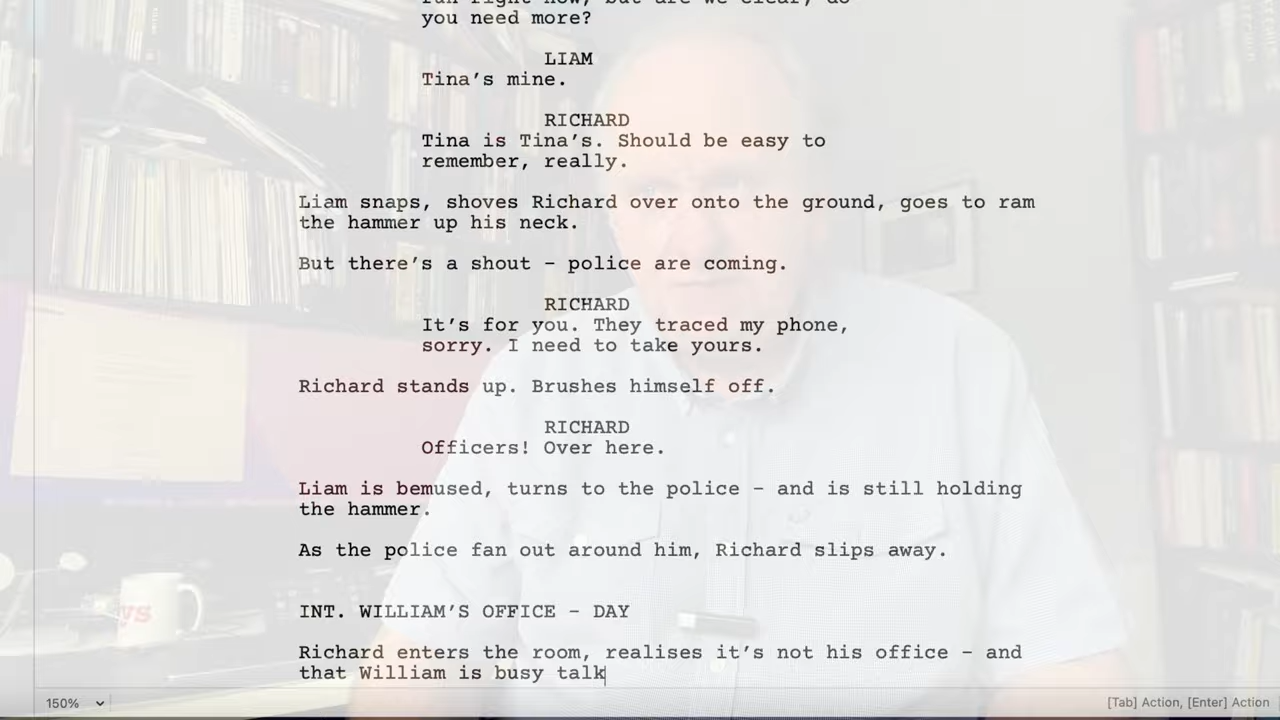 you need more?
LIAM
Tina's mine.
RICHARD
Tina is Tina's. Should be easy to
remember, really.
Liam snaps, shoves Richard over onto the ground, goes to ram
the hammer up his neck.
But there's a shout – police are coming.
RICHARD
It's for you. They traced my phone,
sorry. I need to take yours.
Richard stands up. Brushes himself off.
RICHARD
Officers! Over here.
Liam is bemused, turns to the police – and is still holding
the hammer.
As the police fan out around him, Richard slips away.
INT. WILLIAM'S OFFICE – DAY
Richard enters the room, realises it's not his office – and
that William is busy talk
150%
[Tab] Action, [Enter] Action